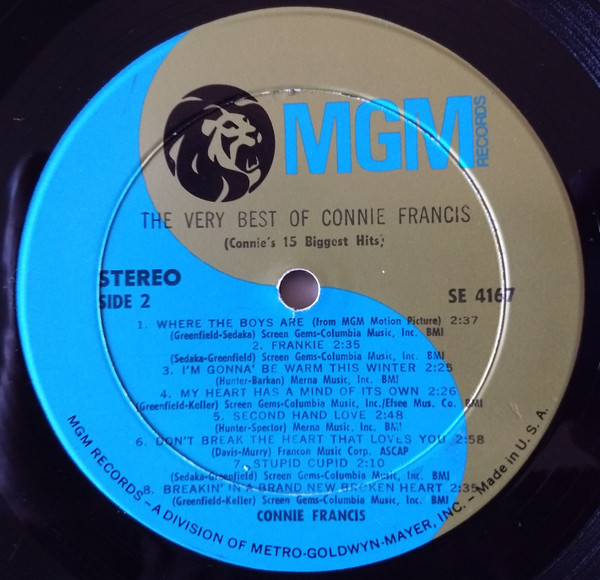 MGM
RECORDS
THE VERY BEST OF CONNIE FRANCIS
(Connie's 15 Biggest Hits)
STEREO
SIDE 2
SE 4167
1. WHERE THE BOYS ARE (from MGM Motion Picture) 2:37
(Greenfield-Sedaka) Screen Gems-Columbia Music, Inc. BMI
2. FRANKIE 2:35
(Sedaka-Greenfield) Screen Gems-Columbia Music, Inc. BMI
3. I'M GONNA' BE WARM THIS WINTER 2:25
(Hunter-Barkan) Merna Music, Inc. BMI
4. MY HEART HAS A MIND OF ITS OWN 2:26
(Greenfield-Keller) Screen Gems-Columbia Music, Inc./Efsee Mus. Co. BMI
5. SECOND HAND LOVE 2:48
(Hunter-Spector) Merna Music, Inc. BMI
6. DON'T BREAK THE HEART THAT LOVES YOU 2:58
(Davis-Murry) Francon Music Corp. ASCAP
7. STUPID CUPID 2:10
(Sedaka-Greenfield) Screen Gems-Columbia Music, Inc. BMI
8. BREAKIN' IN A BRAND NEW BROKEN HEART 2:35
(Greenfield-Keller) Screen Gems-Columbia Music, Inc. BMI
CONNIE FRANCIS
MGM RECORDS – A DIVISION OF METRO-GOLDWYN-MAYER, INC. – Made in U.S.A.